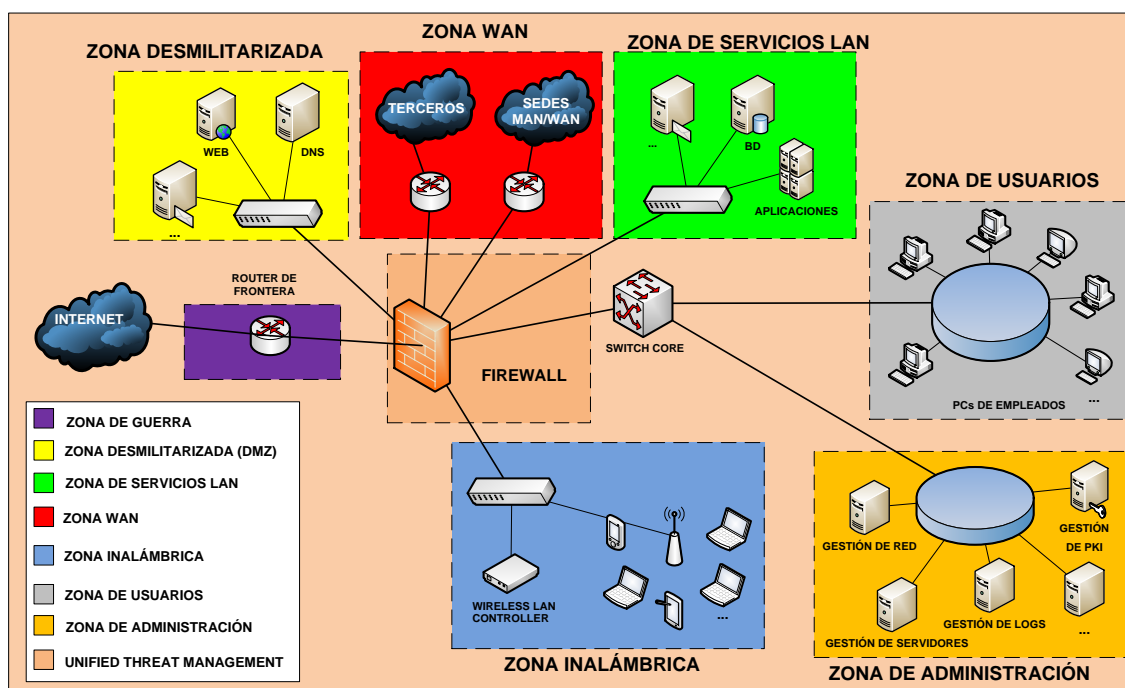 ZONA DESMILITARIZADA
WEB
DNS
...
ZONA WAN
TERCEROS
SEDES
MAN/WAN
ZONA DE SERVICIOS LAN
...
BD
APLICACIONES
ZONA DE USUARIOS
PCs DE EMPLEADOS
...
INTERNET
ROUTER DE
FRONTERA
FIREWALL
SWITCH CORE
ZONA DE GUERRA
ZONA DESMILITARIZADA (DMZ)
ZONA DE SERVICIOS LAN
ZONA WAN
ZONA INALÁMBRICA
ZONA DE USUARIOS
ZONA DE ADMINISTRACIÓN
UNIFIED THREAT MANAGEMENT
WIRELESS LAN
CONTROLLER
...
ZONA INALÁMBRICA
GESTIÓN DE RED
GESTIÓN
DE PKI
GESTIÓN DE SERVIDORES
GESTIÓN DE LOGS
...
ZONA DE ADMINISTRACIÓN